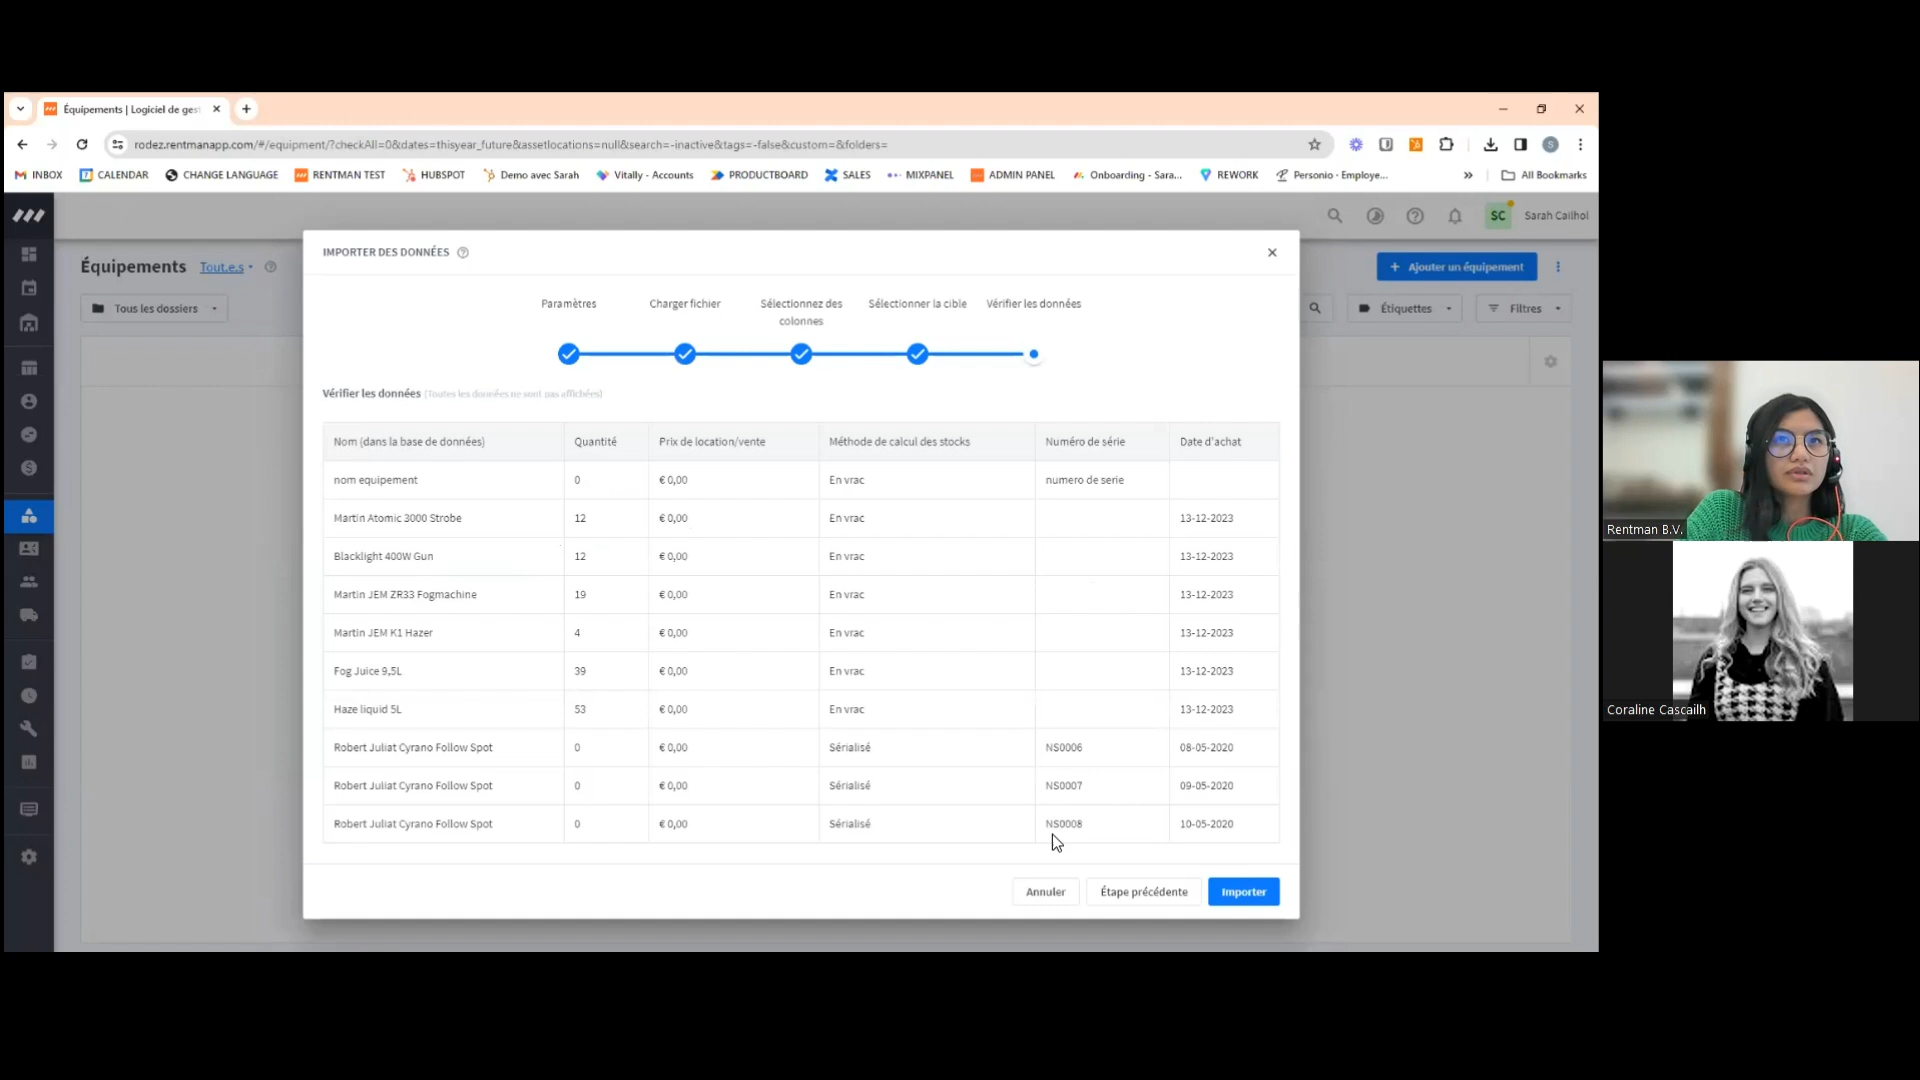 Équipements | Logiciel de ges
rodez.rentmanapp.com/#/equipment/?checkAll=0&dates=thisyear_future&assetlocations=null&search=-inactive&tags=-false&custom=&folders=
INBOX CALENDAR CHANGE LANGUAGE RENTMAN TEST HUBSPOT Demo avec Sarah Vitally - Accounts PRODUCTBOARD SALES MIXPANEL ADMIN PANEL Onboarding - Sara... REWORK Personio - Employe... » All Bookmarks
SC Sarah Cailhol
Équipements Tout.e.s
+ Ajouter un équipement
Tous les dossiers
Étiquettes Filtres
IMPORTER DES DONNÉES
Paramètres Charger fichier Sélectionnez des colonnes Sélectionner la cible Vérifier les données
Vérifier les données (Toutes les données ne sont pas affichées)
Nom (dans la base de données) Quantité Prix de location/vente Méthode de calcul des stocks Numéro de série Date d'achat
nom equipement 0 € 0,00 En vrac numero de serie
Martin Atomic 3000 Strobe 12 € 0,00 En vrac 13-12-2023
Blacklight 400W Gun 12 € 0,00 En vrac 13-12-2023
Martin JEM ZR33 Fogmachine 19 € 0,00 En vrac 13-12-2023
Martin JEM K1 Hazer 4 € 0,00 En vrac 13-12-2023
Fog Juice 9,5L 39 € 0,00 En vrac 13-12-2023
Haze liquid 5L 53 € 0,00 En vrac 13-12-2023
Robert Juliat Cyrano Follow Spot 0 € 0,00 Sérialisé NS0006 08-05-2020
Robert Juliat Cyrano Follow Spot 0 € 0,00 Sérialisé NS0007 09-05-2020
Robert Juliat Cyrano Follow Spot 0 € 0,00 Sérialisé NS0008 10-05-2020
Annuler Étape précédente Importer
Rentman B.V.
Coraline Cascailh